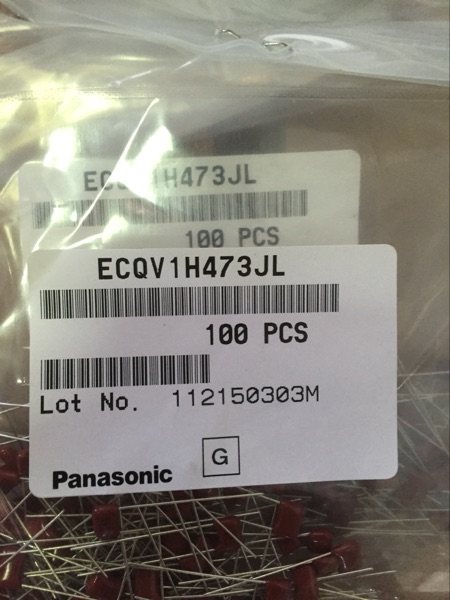 ECQV1H473JL
100 PCS
ECQV1H473JL
100 PCS
Lot No. 112150303M
G
Panasonic